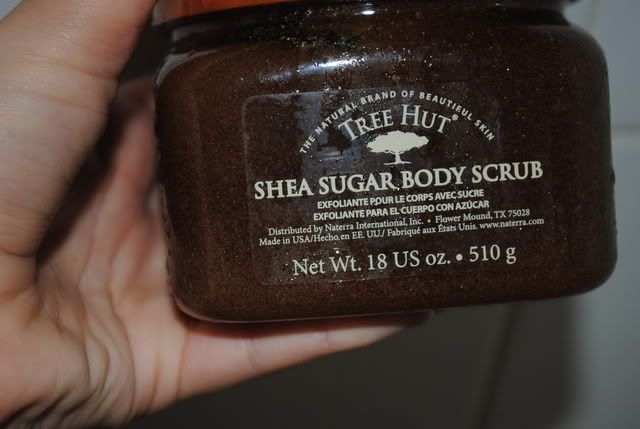 THE NATURAL BRAND OF BEAUTIFUL SKIN
TREE HUT®
SHEA SUGAR BODY SCRUB
EXFOLIANTE POUR LE CORPS AVEC SUCRE
EXFOLIANTE PARA EL CUERPO CON AZÚCAR
Distributed by Naterra International, Inc. • Flower Mound, TX 75028
Made in USA/Hecho en EE. UU./ Fabriqué aux États Unis. www.naterra.com
Net Wt. 18 US oz. • 510 g